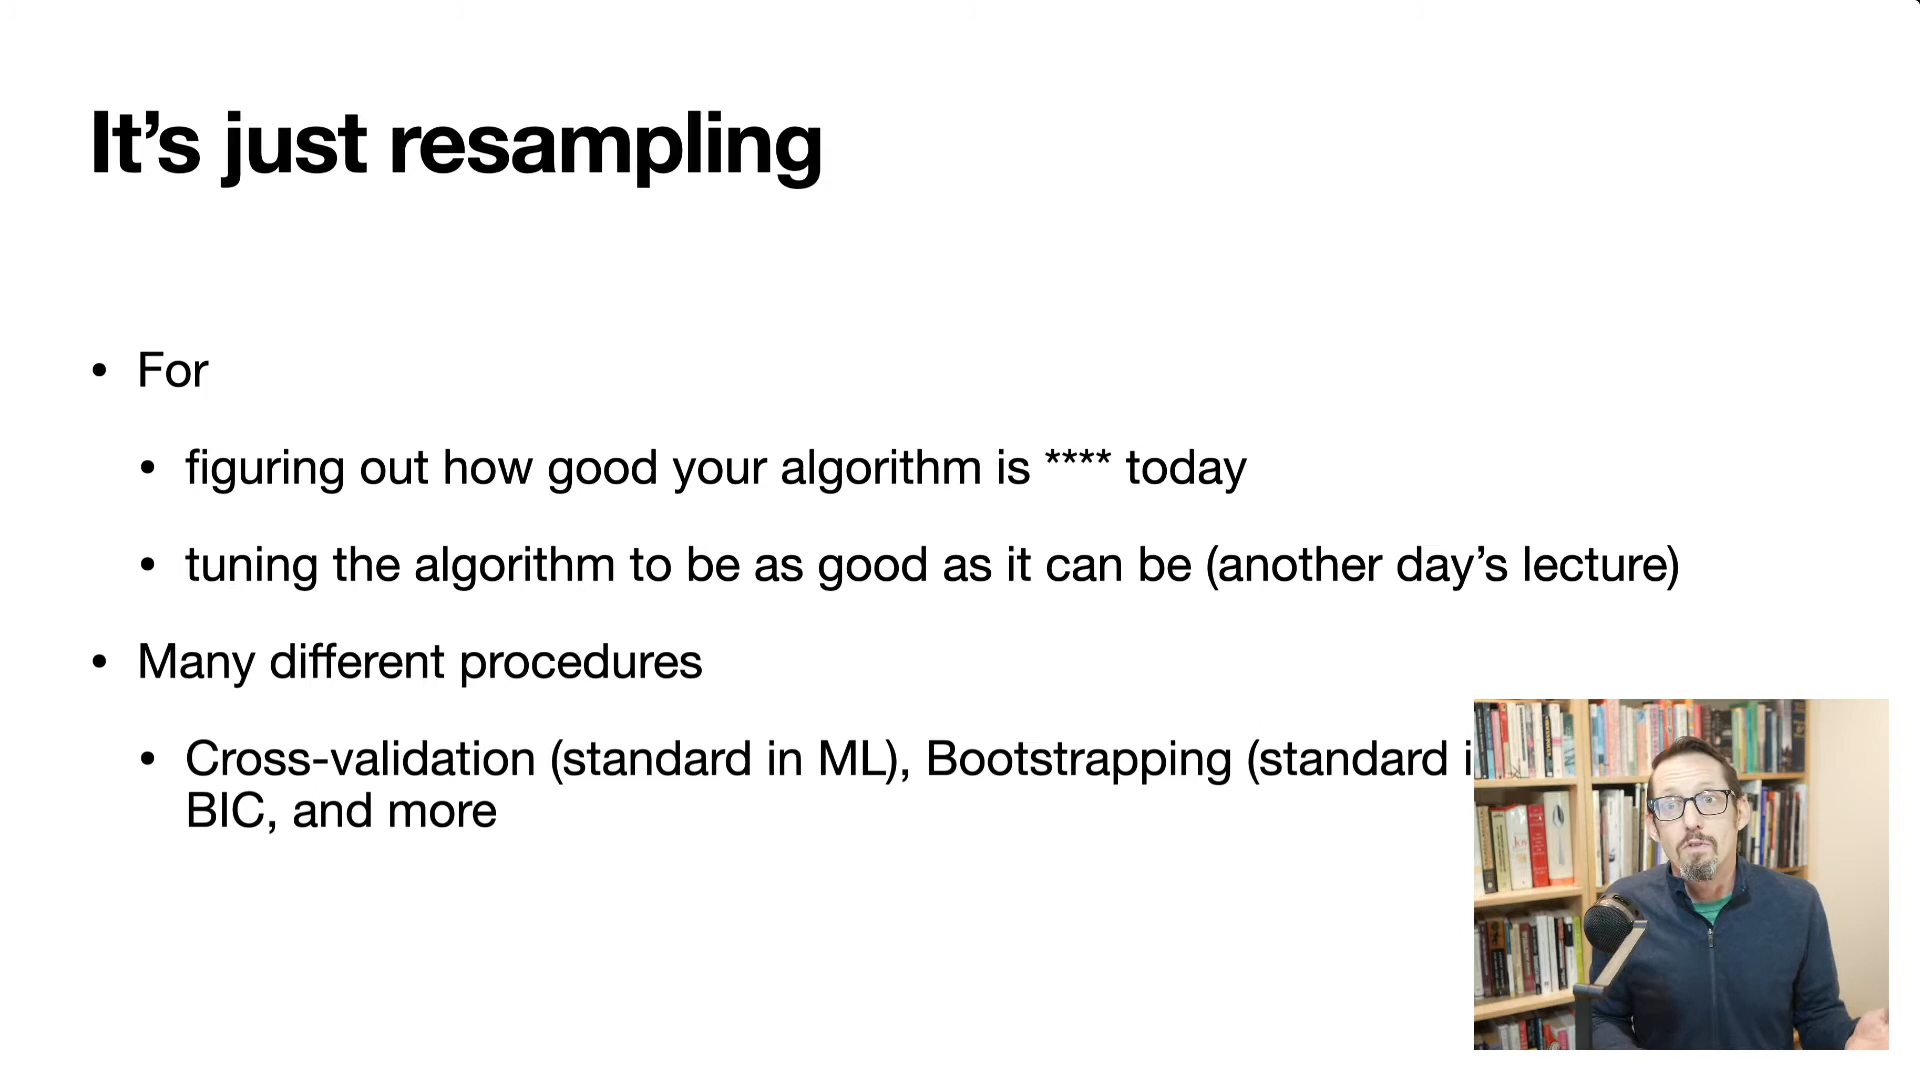 It’s just resampling
• For
• figuring out how good your algorithm is **** today
• tuning the algorithm to be as good as it can be (another day’s lecture)
• Many different procedures
• Cross-validation (standard in ML), Bootstrapping (standard i
BIC, and more